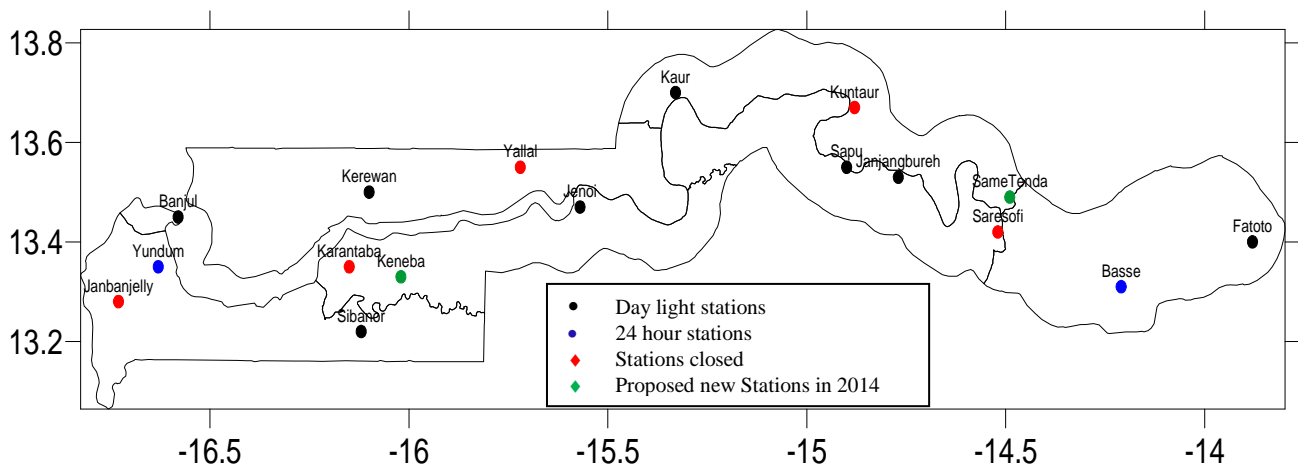 13.8
13.6
13.4
13.2
Kaur
Kuntaur
Yallal
Sapu
Janjangbureh
Kerewan
SameTenda
Banjul
Jenoi
Saresofi
Fatoto
Yundum
Karantaba
Keneba
Basse
Janbanjelly
Sibanor
Day light stations
24 hour stations
Stations closed
Proposed new Stations in 2014
-16.5
-16
-15.5
-15
-14.5
-14